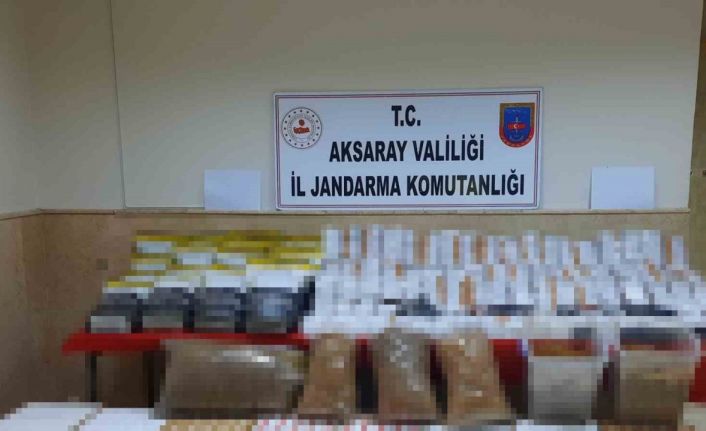 T.C.
AKSARAY VALİLİĞİ
İL JANDARMA KOMUTANLIĞI